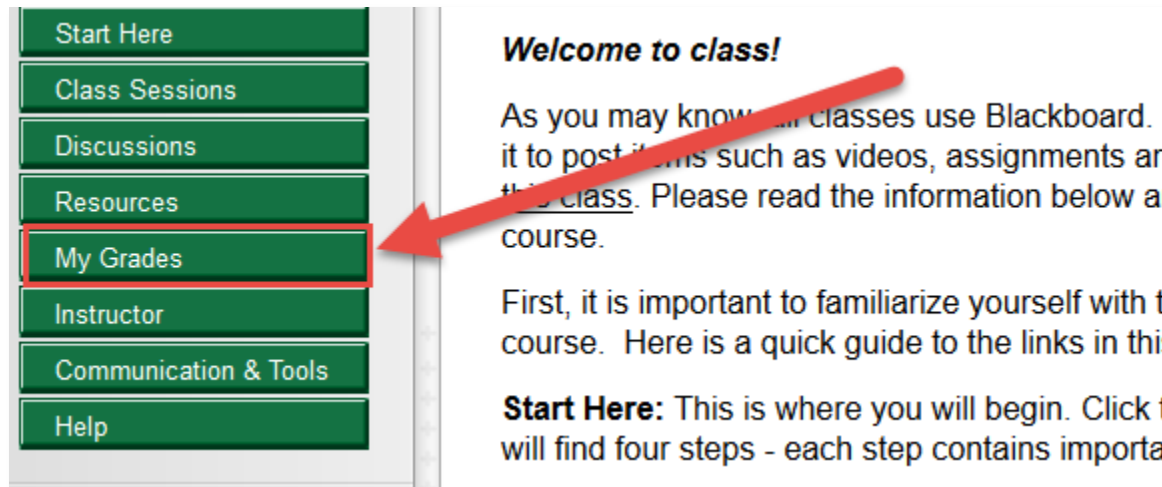 Start Here
Class Sessions
Discussions
Resources
My Grades
Instructor
Communication & Tools
Help
Welcome to class!
As you may know classes use Blackboard.
it to post such as videos, assignments
class. Please read the information below
course.
First, it is important to familiarize yourself with
course. Here is a quick guide to the links in
Start Here: This is where you will begin. Click
will find four steps - each step contains